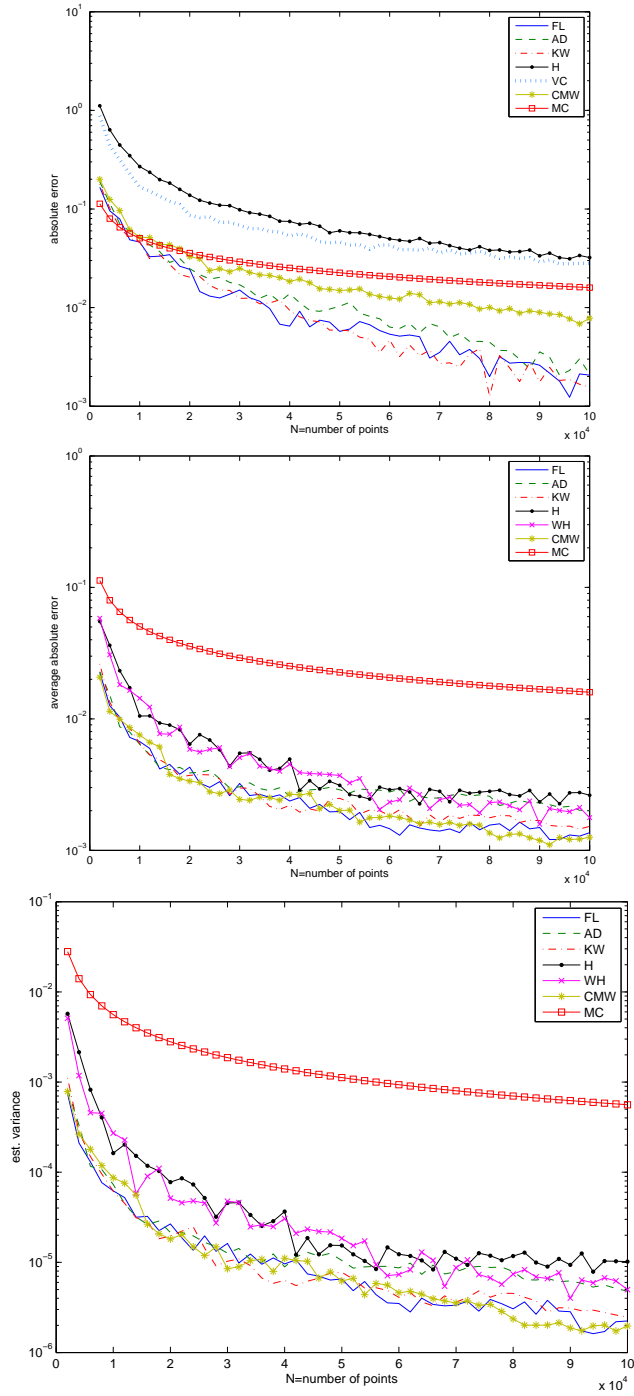 10^1
10^0
10^-1
10^-2
10^-3
absolute error
FL
AD
KW
H
VC
CMW
MC
0 1 2 3 4 5 6 7 8 9 10
N=number of points
x 10^4
10^0
10^-1
10^-2
10^-3
average absolute error
FL
AD
KW
H
WH
CMW
MC
0 1 2 3 4 5 6 7 8 9 10
N=number of points
x 10^4
10^-1
10^-2
10^-3
10^-4
10^-5
10^-6
est. variance
FL
AD
KW
H
WH
CMW
MC
0 1 2 3 4 5 6 7 8 9 10
N=number of points
x 10^4